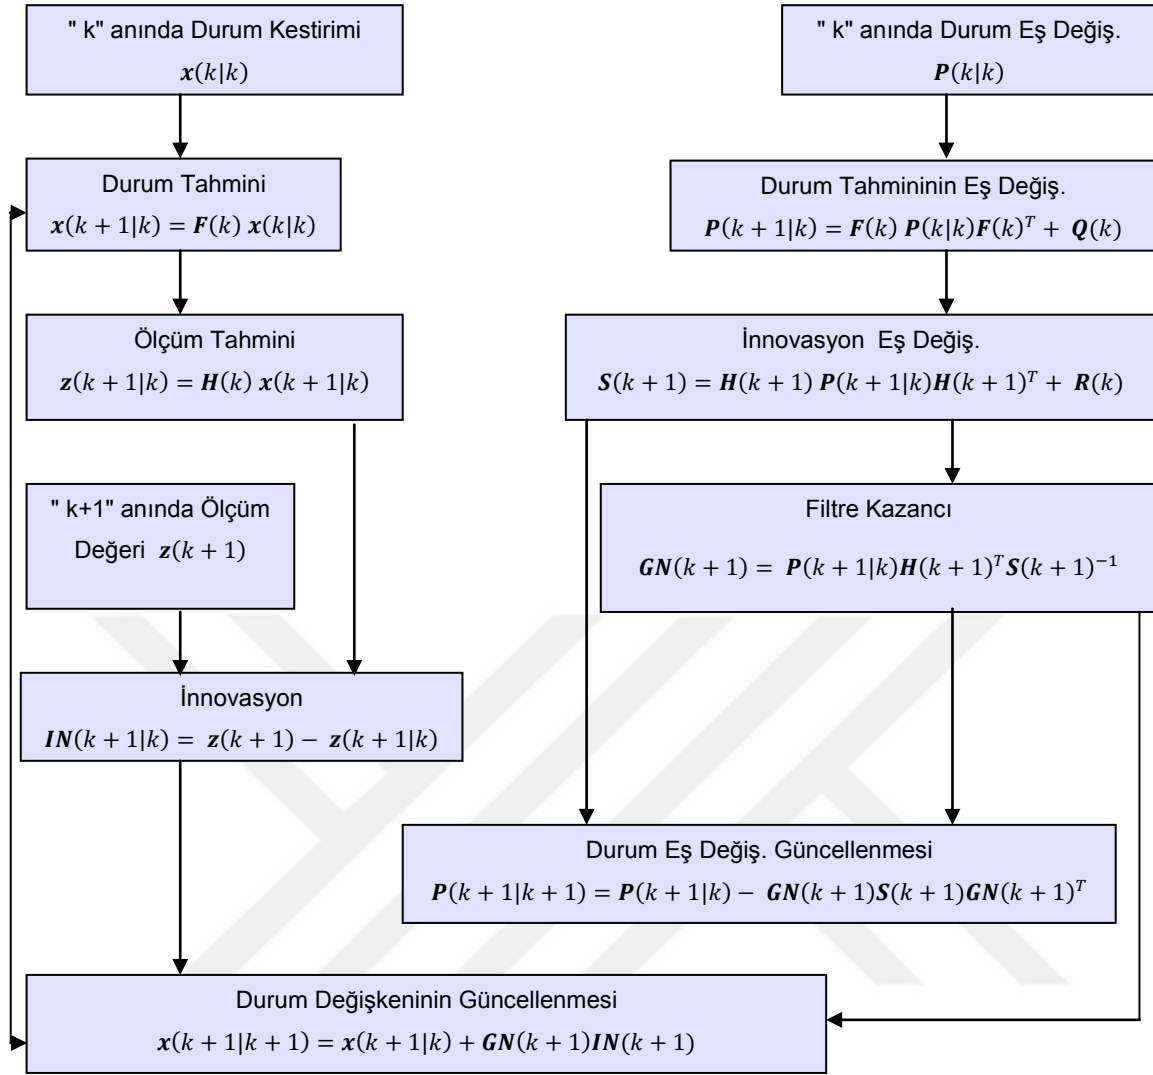 " k" anında Durum Kestirimi
x(k|k)
" k" anında Durum Eş Değiş.
P(k|k)
Durum Tahmini
x(k + 1|k) = F(k) x(k|k)
Durum Tahmininin Eş Değiş.
P(k + 1|k) = F(k) P(k|k)F(k)ᵀ + Q(k)
Ölçüm Tahmini
z(k + 1|k) = H(k) x(k + 1|k)
İnnovasyon Eş Değiş.
S(k + 1) = H(k + 1) P(k + 1|k)H(k + 1)ᵀ + R(k)
" k+1" anında Ölçüm
Değeri z(k + 1)
Filtre Kazancı
GN(k + 1) = P(k + 1|k)H(k + 1)ᵀS(k + 1)⁻¹
İnnovasyon
IN(k + 1|k) = z(k + 1) − z(k + 1|k)
Durum Eş Değiş. Güncellenmesi
P(k + 1|k + 1) = P(k + 1|k) − GN(k + 1)S(k + 1)GN(k + 1)ᵀ
Durum Değişkeninin Güncellenmesi
x(k + 1|k + 1) = x(k + 1|k) + GN(k + 1)IN(k + 1)